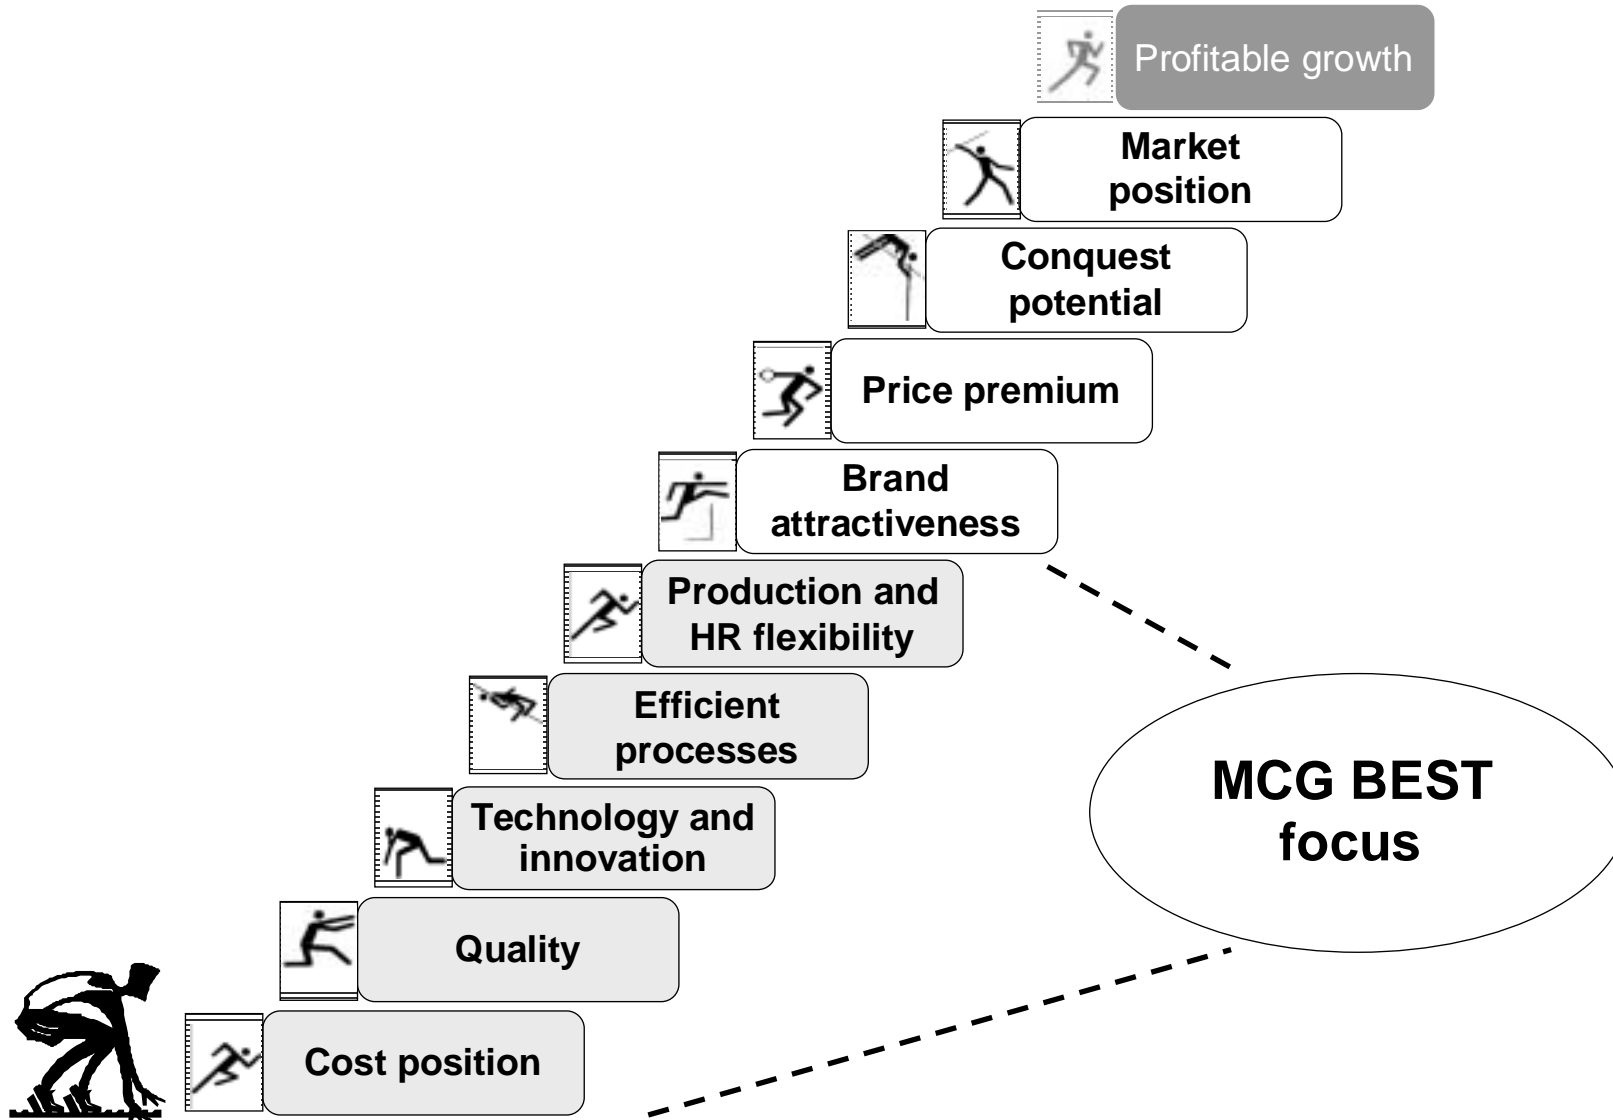 Profitable growth
Market
position
Conquest
potential
Price premium
Brand
attractiveness
Production and
HR flexibility
Efficient
processes
Technology and
innovation
Quality
Cost position
MCG BEST
focus